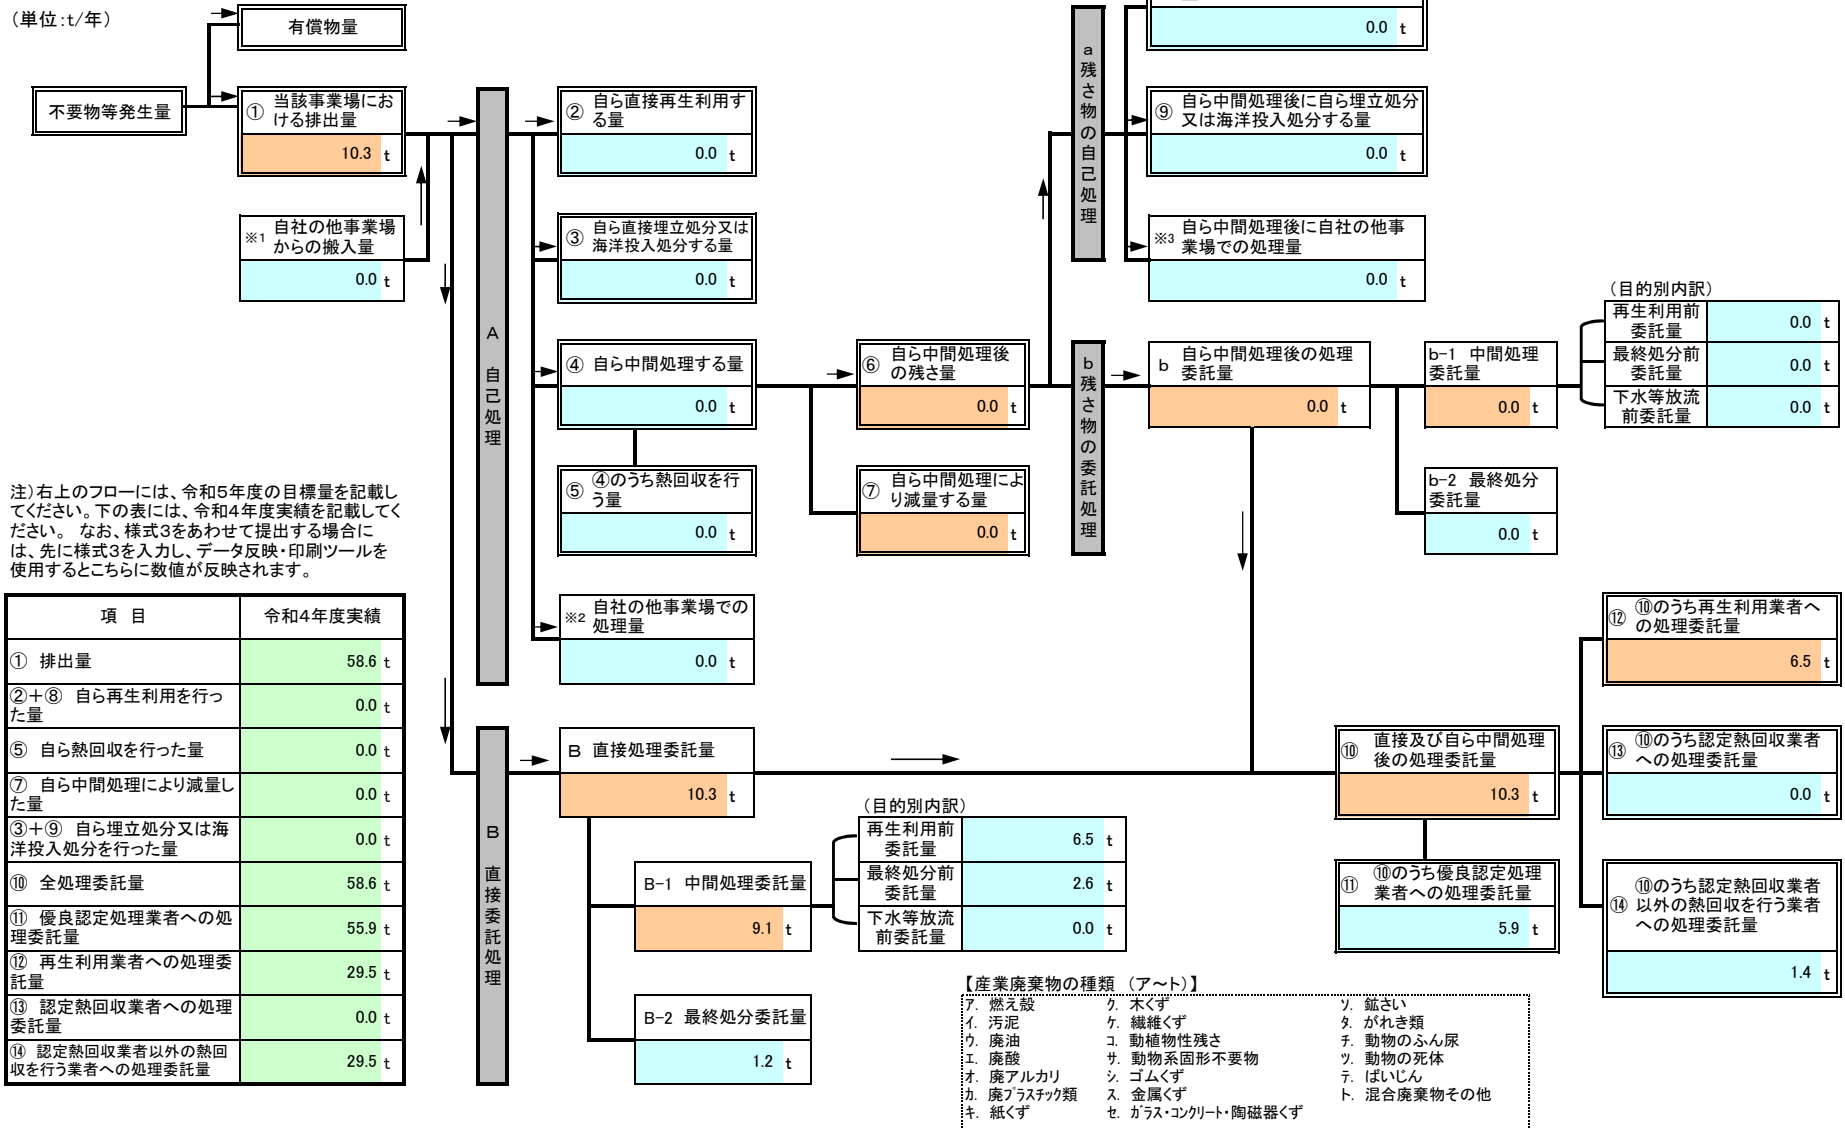 (単位:t/年)
有償物量
不要物等発生量
①
当該事業場にお
ける排出量
10.3 t
※1
自社の他事業場
からの搬入量
0.0 t
A 自己処理
②
自ら直接再生利用す
る量
0.0 t
③
自ら直接埋立処分又は
海洋投入処分する量
0.0 t
④ 自ら中間処理する量
0.0 t
⑤
④のうち熱回収を行
う量
0.0 t
※2
自社の他事業場での
処理量
0.0 t
⑥
自ら中間処理後
の残さ量
0.0 t
⑦
自ら中間処理によ
り減量する量
0.0 t
a 残さ物の自己処理
0.0 t
⑨
自ら中間処理後に自ら埋立処分
又は海洋投入処分する量
0.0 t
※3
自ら中間処理後に自社の他事
業場での処理量
0.0 t
b 残さ物の委託処理
b
自ら中間処理後の処理
委託量
0.0 t
b-1 中間処理
委託量
0.0 t
b-2 最終処分
委託量
0.0 t
(目的別内訳)
再生利用前
委託量
0.0 t
最終処分前
委託量
0.0 t
下水等放流
前委託量
0.0 t
注)右上のフローには、令和5年度の目標量を記載し
てください。下の表には、令和4年度実績を記載してく
ださい。 なお、様式3をあわせて提出する場合に
は、先に様式3を入力し、データ反映・印刷ツールを
使用するとこちらに数値が反映されます。
項 目 令和4年度実績
① 排出量 58.6 t
②+⑧ 自ら再生利用を行っ
た量
0.0 t
⑤ 自ら熱回収を行った量 0.0 t
⑦ 自ら中間処理により減量し
た量
0.0 t
③+⑨ 自ら埋立処分又は海
洋投入処分を行った量
0.0 t
⑩ 全処理委託量 58.6 t
⑪ 優良認定処理業者への処
理委託量
55.9 t
⑫ 再生利用業者への処理委
託量
29.5 t
⑬ 認定熱回収業者への処理
委託量
0.0 t
⑭ 認定熱回収業者以外の熱回
収を行う業者への処理委託量
29.5 t
B 直接委託処理
B 直接処理委託量
10.3 t
B-1 中間処理委託量
9.1 t
B-2 最終処分委託量
1.2 t
(目的別内訳)
再生利用前
委託量
6.5 t
最終処分前
委託量
2.6 t
下水等放流
前委託量
0.0 t
⑩
直接及び自ら中間処理
後の処理委託量
10.3 t
⑪
⑩のうち優良認定処理
業者への処理委託量
5.9 t
⑫
⑩のうち再生利用業者へ
の処理委託量
6.5 t
⑬
⑩のうち認定熱回収業者
への処理委託量
0.0 t
⑭
⑩のうち認定熱回収業者
以外の熱回収を行う業者
への処理委託量
1.4 t
【産業廃棄物の種類 (ア~ト)】
ア. 燃え殻 ク. 木くず ソ. 鉱さい
イ. 汚泥 ケ. 繊維くず タ. がれき類
ウ. 廃油 コ. 動植物性残さ チ. 動物のふん尿
エ. 廃酸 サ. 動物系固形不要物 ツ. 動物の死体
オ. 廃アルカリ シ. ゴムくず テ. ばいじん
カ. 廃プラスチック類 ス. 金属くず ト. 混合廃棄物その他
キ. 紙くず セ. ガラス・コンクリート・陶磁器くず